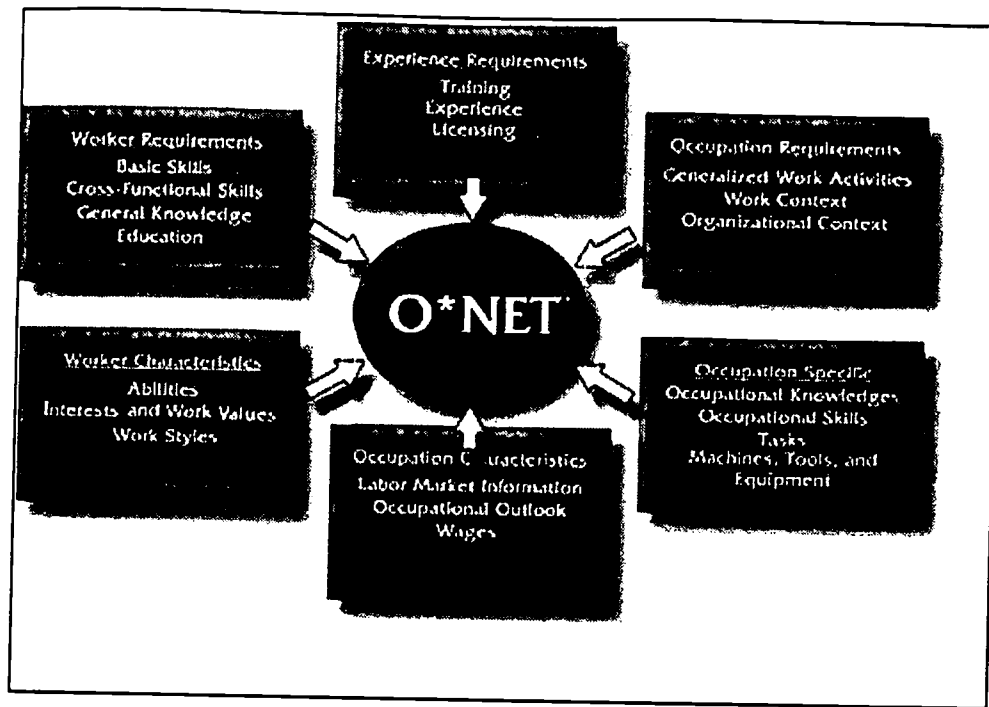 Experience Requirements
Training
Experience
Licensing
Worker Requirements
Basic Skills
Cross-Functional Skills
General Knowledge
Education
Occupation Requirements
Generalized Work Activities
Work Context
Organizational Context
O*NET
Worker Characteristics
Abilities
Interests and Work Values
Work Styles
Occupation Characteristics
Labor Market Information
Occupational Outlook
Wages
Occupation Specific
Occupational Knowledges
Occupational Skills
Tasks
Machines, Tools, and
Equipment